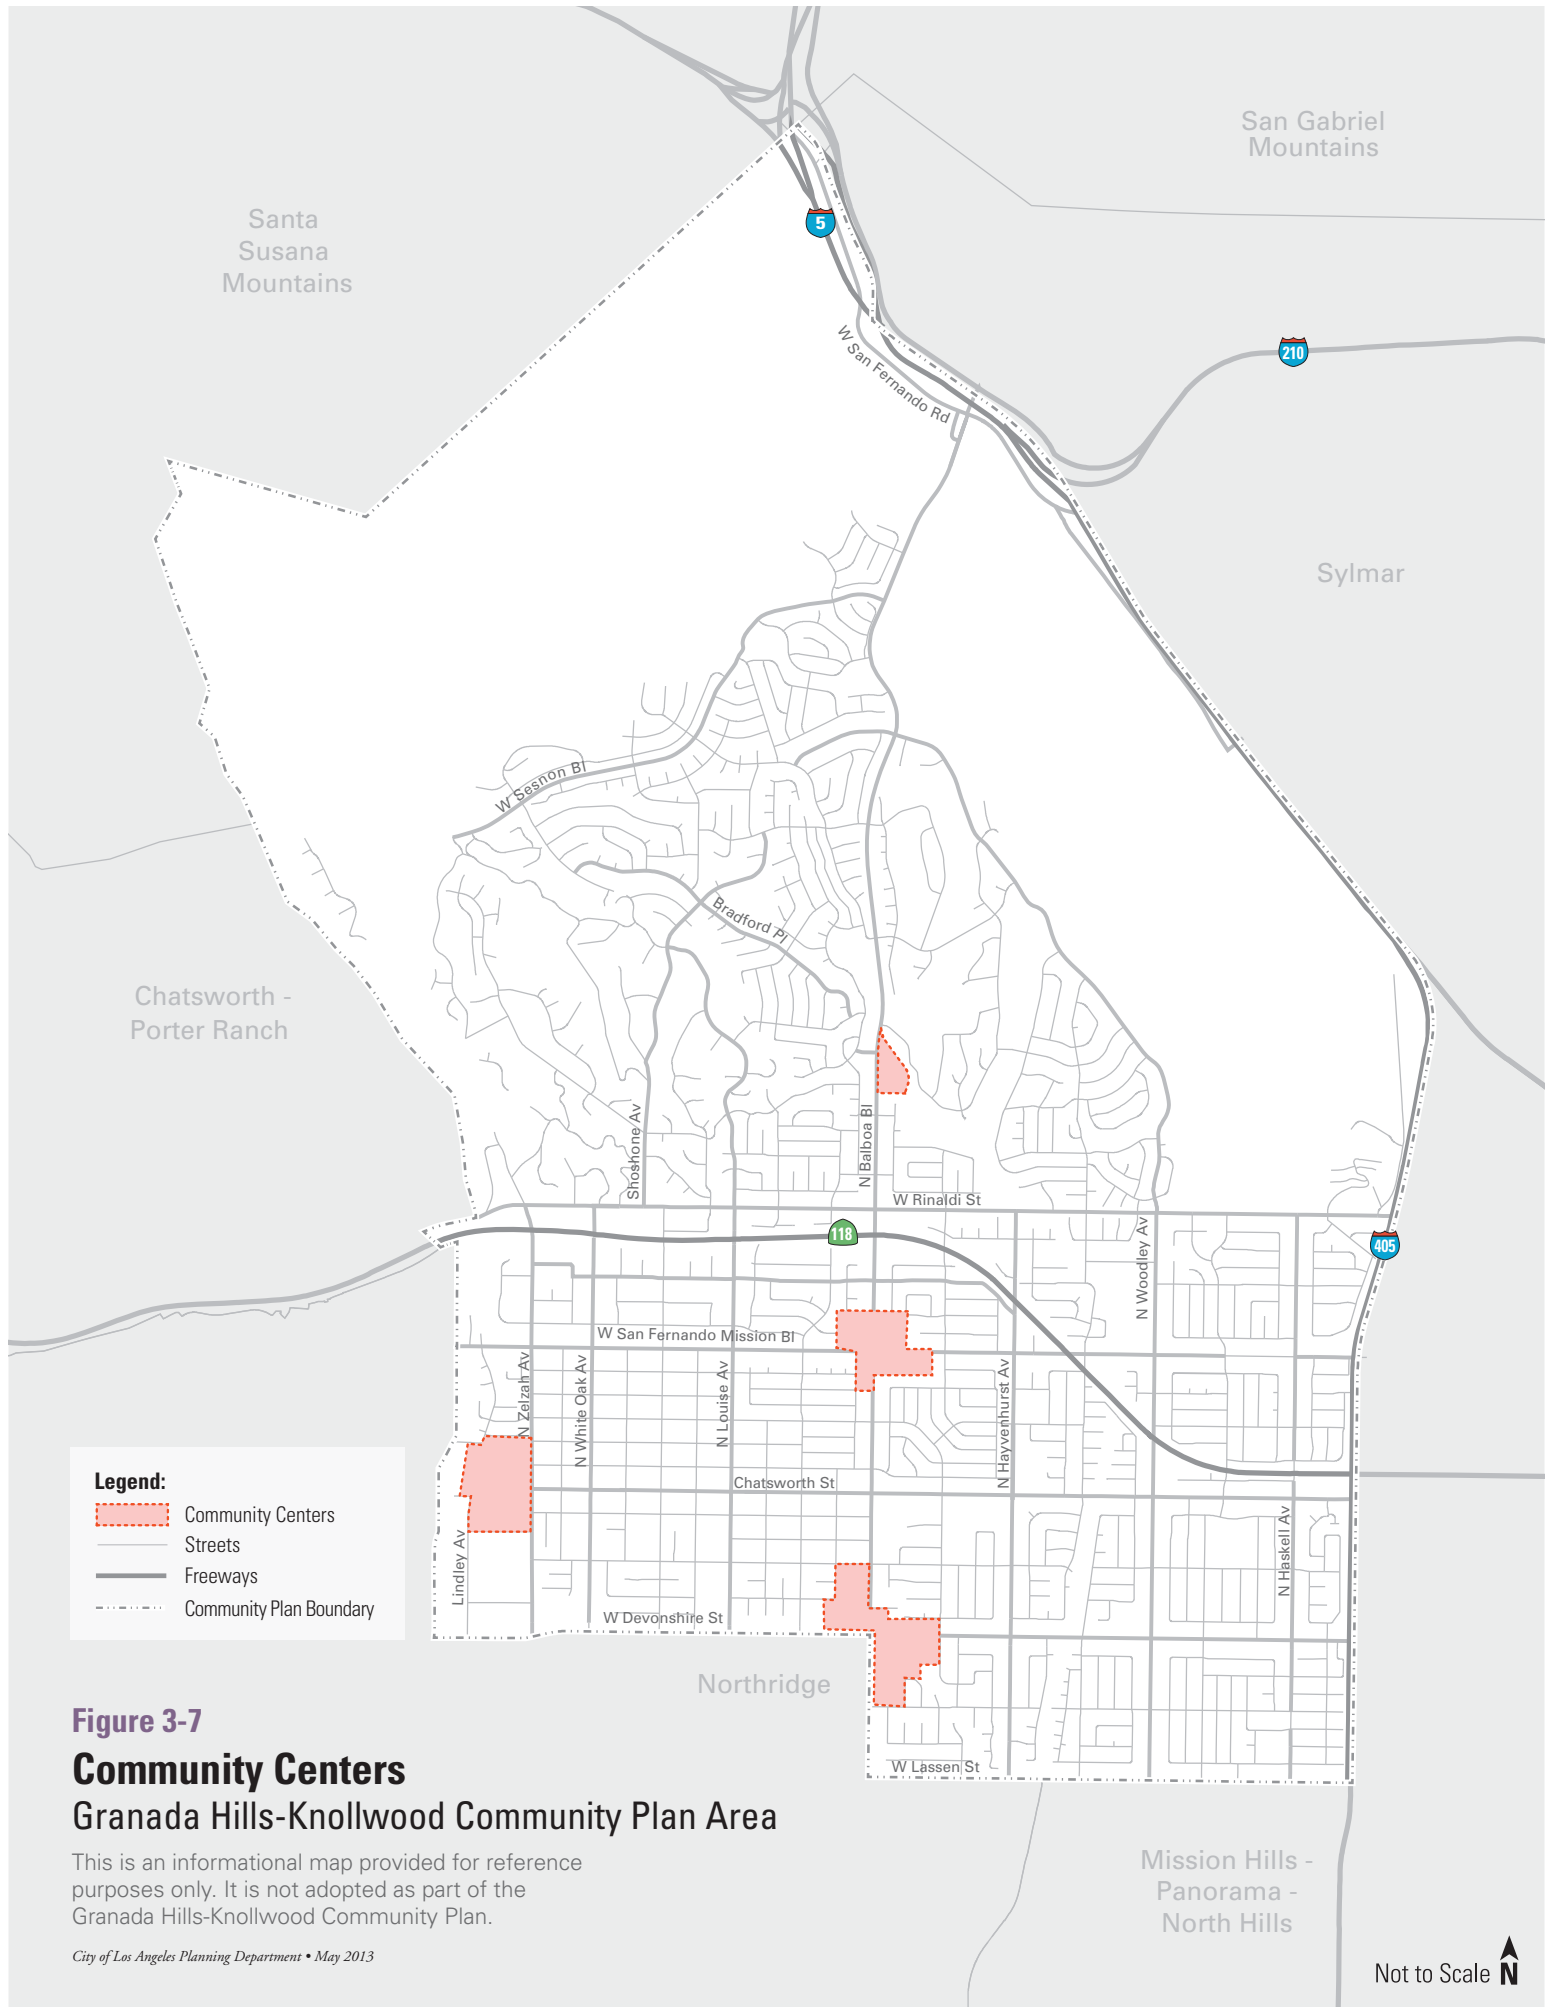 San Gabriel
Mountains
Santa
Susana
Mountains
5
W San Fernando Rd
210
Sylmar
W Sesnon Bl
Bradford Pl
Chatsworth -
Porter Ranch
Shoshone Av
N Balboa Bl
W Rinaldi St
118
N Woodley Av
405
W San Fernando Mission Bl
N Zelzah Av
N White Oak Av
N Louise Av
N Hayvenhurst Av
Chatsworth St
N Haskell Av
Lindley Av
W Devonshire St
Northridge
W Lassen St
Legend:
Community Centers
Streets
Freeways
Community Plan Boundary
Figure 3-7
Community Centers
Granada Hills-Knollwood Community Plan Area
This is an informational map provided for reference
purposes only. It is not adopted as part of the
Granada Hills-Knollwood Community Plan.
City of Los Angeles Planning Department • May 2013
Mission Hills -
Panorama -
North Hills
Not to Scale N